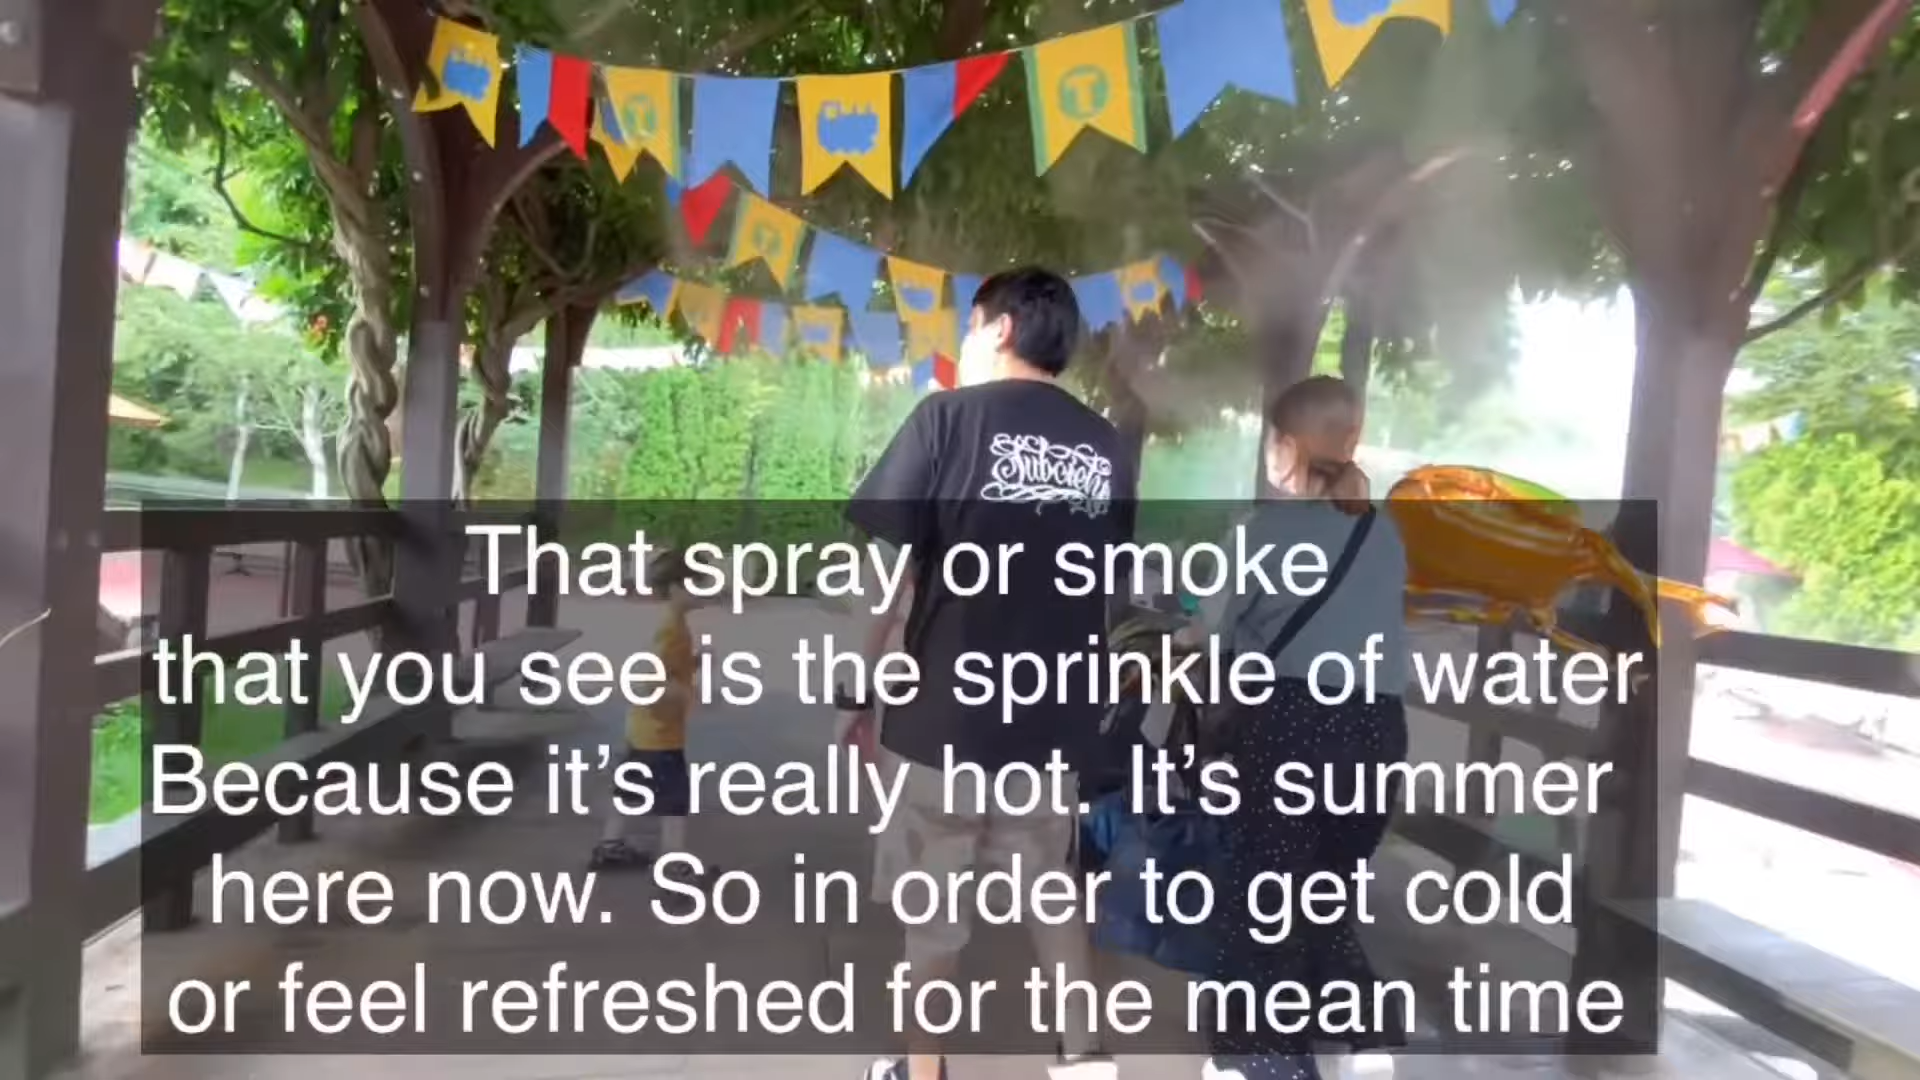 T
T
T
Subciety
That spray or smoke
that you see is the sprinkle of water
Because it’s really hot. It’s summer
here now. So in order to get cold
or feel refreshed for the mean time